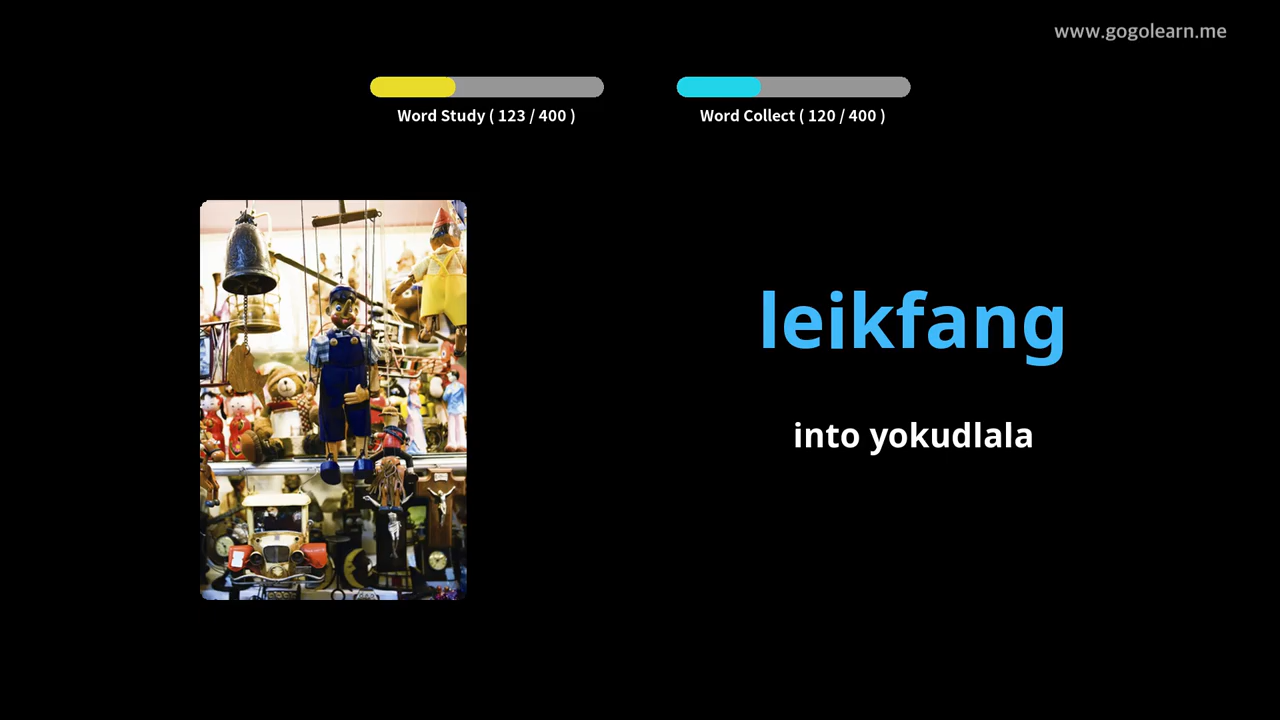 www.gogolearn.me
Word Study ( 123 / 400 )
Word Collect ( 120 / 400 )
leikfang
into yokudlala